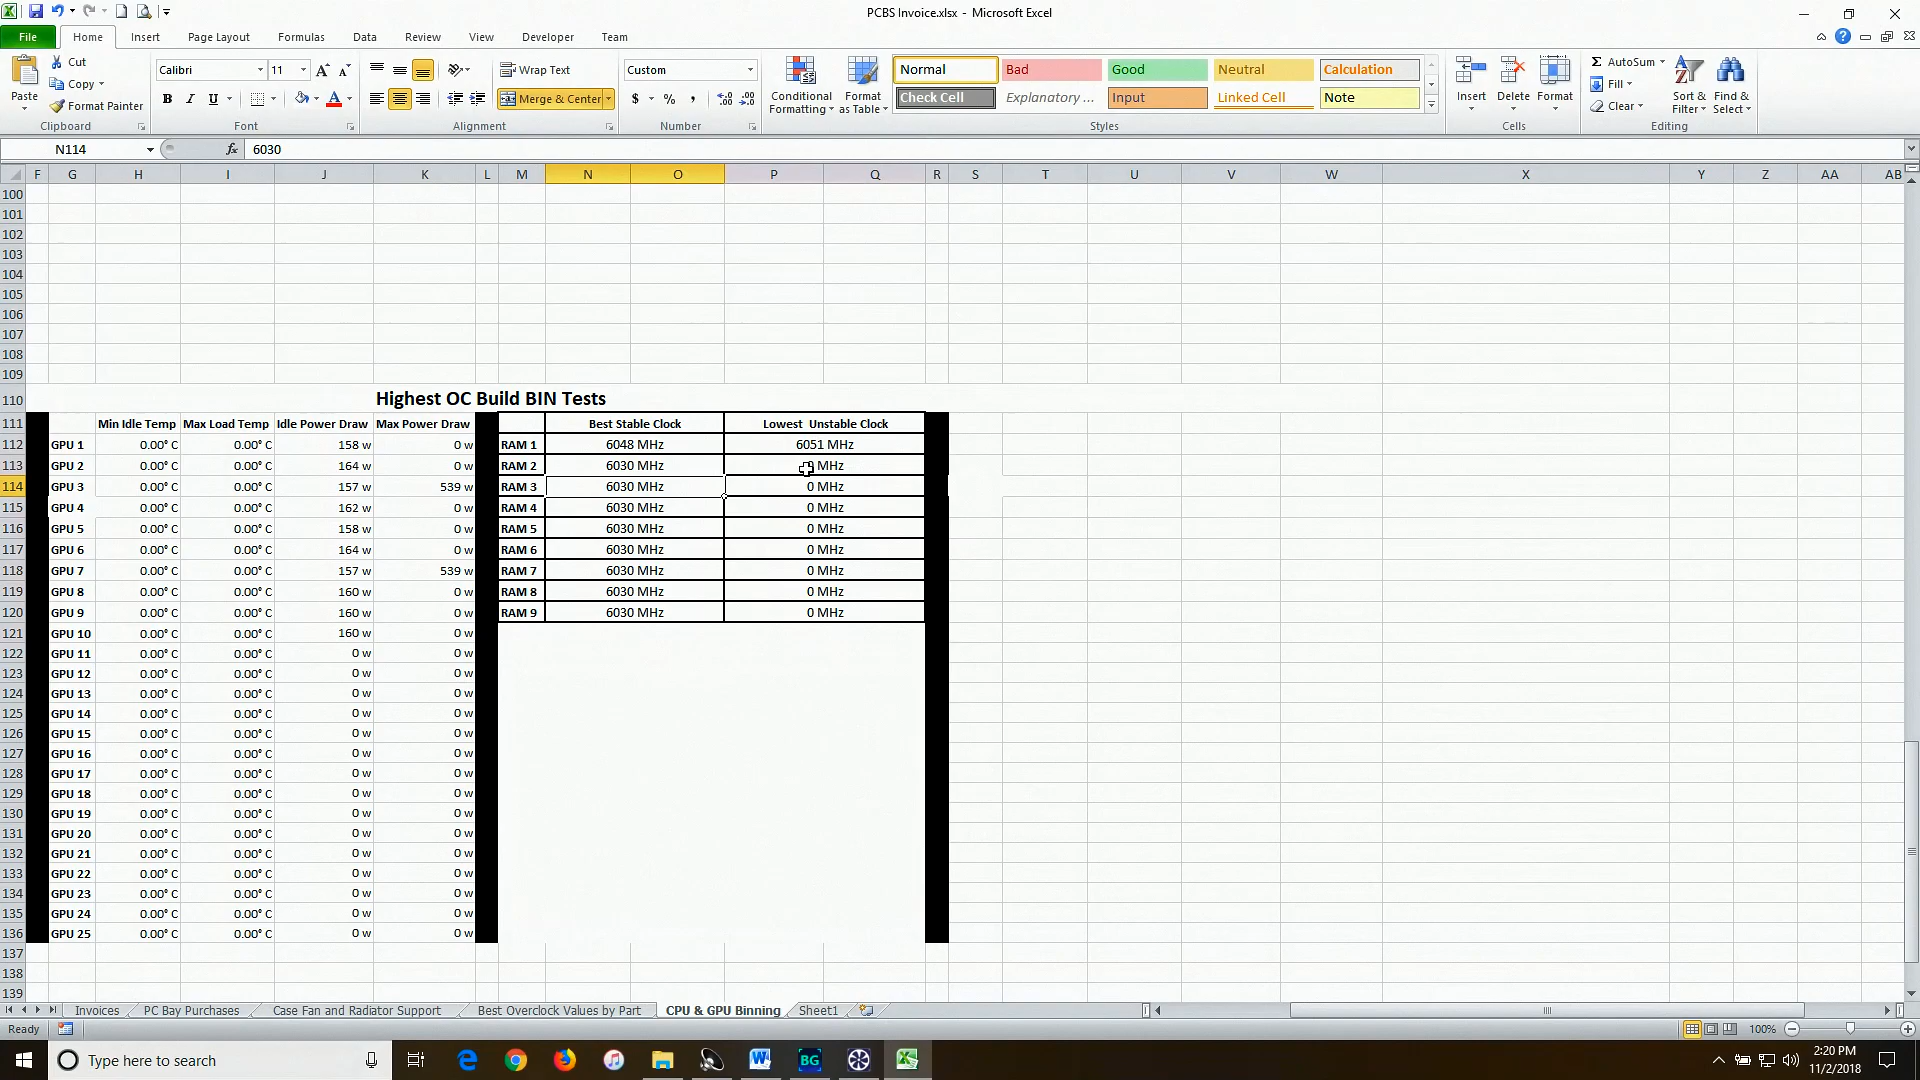 PCBS Invoice.xlsx - Microsoft Excel
File Home Insert Page Layout Formulas Data Review View Developer Team
Paste Cut Copy Format Painter Clipboard
Calibri 11 B I U Font
Wrap Text Merge & Center Alignment
Custom $ % , Number
Conditional Formatting Format as Table
Normal Bad Good Neutral Calculation
Check Cell Explanatory ... Input Linked Cell Note
Styles
Insert Delete Format Cells
AutoSum Fill Clear Sort & Filter Find & Select Editing
N114 fx 6030
F G H I J K L M N O P Q R S T U V W X Y Z AA AB
100
101
102
103
104
105
106
107
108
109
110 Highest OC Build BIN Tests
111 Min Idle Temp Max Load Temp Idle Power Draw Max Power Draw Best Stable Clock Lowest Unstable Clock
112 GPU 1 0.00° C 0.00° C 158 w 0 w RAM 1 6048 MHz 6051 MHz
113 GPU 2 0.00° C 0.00° C 164 w 0 w RAM 2 6030 MHz MHz
114 GPU 3 0.00° C 0.00° C 157 w 539 w RAM 3 6030 MHz 0 MHz
115 GPU 4 0.00° C 0.00° C 162 w 0 w RAM 4 6030 MHz 0 MHz
116 GPU 5 0.00° C 0.00° C 158 w 0 w RAM 5 6030 MHz 0 MHz
117 GPU 6 0.00° C 0.00° C 164 w 0 w RAM 6 6030 MHz 0 MHz
118 GPU 7 0.00° C 0.00° C 157 w 539 w RAM 7 6030 MHz 0 MHz
119 GPU 8 0.00° C 0.00° C 160 w 0 w RAM 8 6030 MHz 0 MHz
120 GPU 9 0.00° C 0.00° C 160 w 0 w RAM 9 6030 MHz 0 MHz
121 GPU 10 0.00° C 0.00° C 160 w 0 w
122 GPU 11 0.00° C 0.00° C 0 w 0 w
123 GPU 12 0.00° C 0.00° C 0 w 0 w
124 GPU 13 0.00° C 0.00° C 0 w 0 w
125 GPU 14 0.00° C 0.00° C 0 w 0 w
126 GPU 15 0.00° C 0.00° C 0 w 0 w
127 GPU 16 0.00° C 0.00° C 0 w 0 w
128 GPU 17 0.00° C 0.00° C 0 w 0 w
129 GPU 18 0.00° C 0.00° C 0 w 0 w
130 GPU 19 0.00° C 0.00° C 0 w 0 w
131 GPU 20 0.00° C 0.00° C 0 w 0 w
132 GPU 21 0.00° C 0.00° C 0 w 0 w
133 GPU 22 0.00° C 0.00° C 0 w 0 w
134 GPU 23 0.00° C 0.00° C 0 w 0 w
135 GPU 24 0.00° C 0.00° C 0 w 0 w
136 GPU 25 0.00° C 0.00° C 0 w 0 w
137
138
139
Invoices PC Bay Purchases Case Fan and Radiator Support Best Overclock Values by Part CPU & GPU Binning Sheet1
Ready 100%
Type here to search BG 2:20 PM
11/2/2018